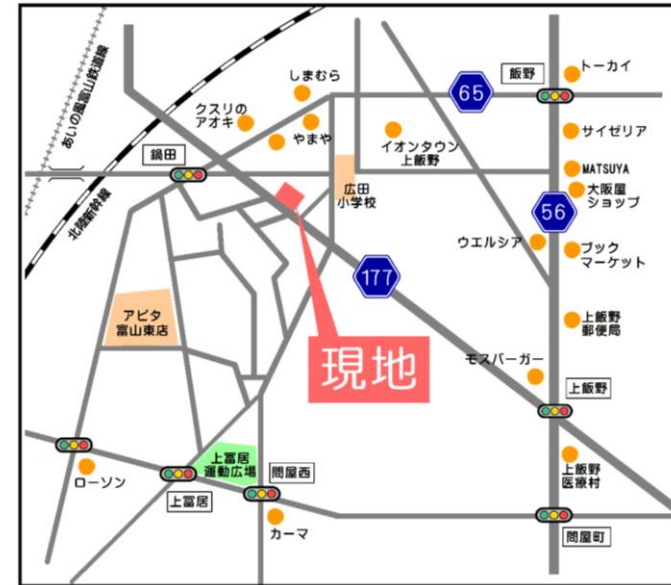 あいの風富山鉄道線
北陸新幹線
しまむら
クスリの
アオキ
やまや
鍋田
65
飯野
トーカイ
イオンタウン
上飯野
サイゼリア
広田
小学校
MATSUYA
大阪屋
ショップ
56
ウエルシア
ブック
マーケット
177
アピタ
富山東店
現地
上飯野
郵便局
モスバーガー
上飯野
上冨居
運動広場
問屋西
上飯野
医療村
ローソン
上冨居
カーマ
問屋町